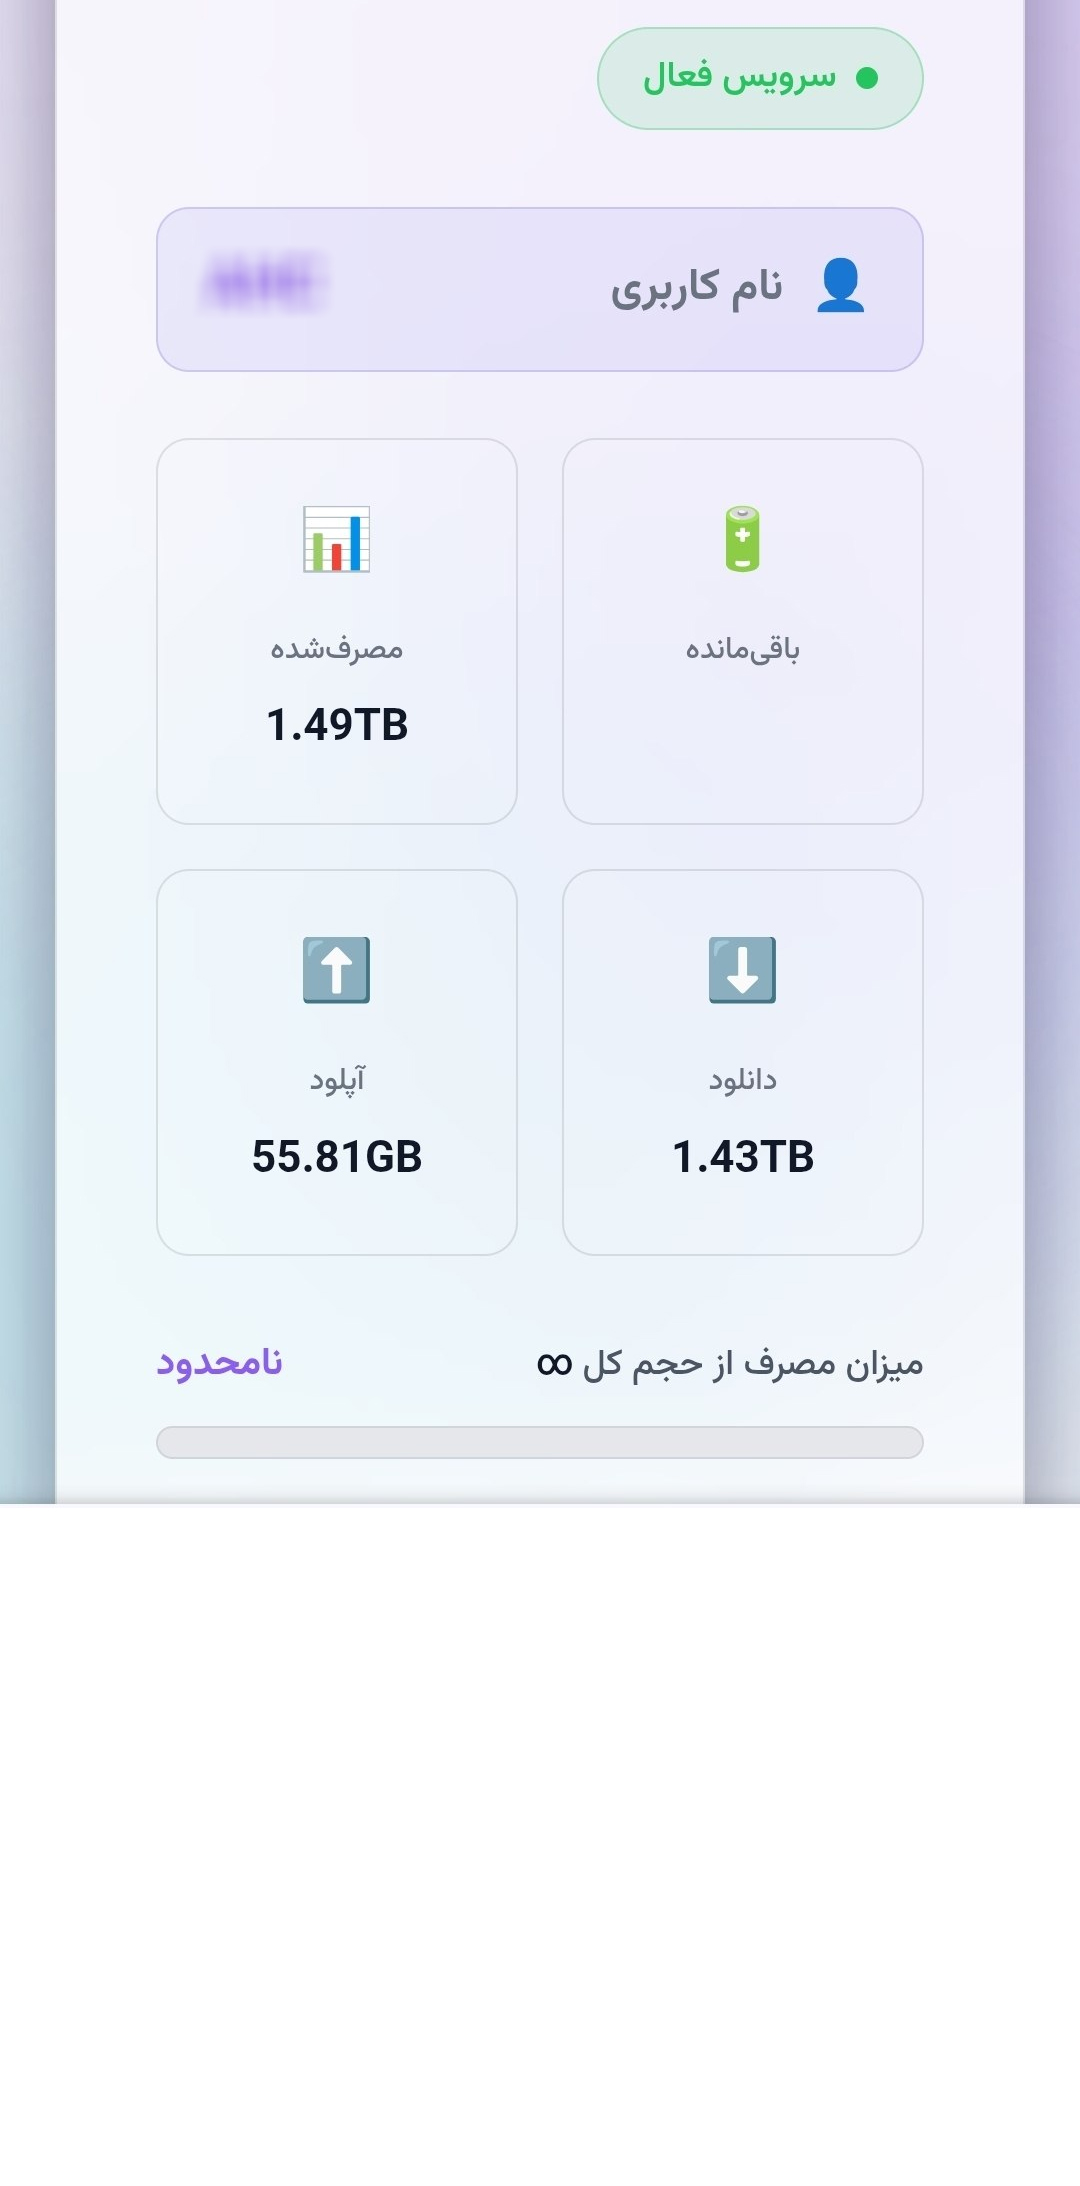 سرویس فعال
نام کاربری
باقی‌مانده
مصرف‌شده
1.49TB
دانلود
1.43TB
آپلود
55.81GB
میزان مصرف از حجم کل ∞
نامحدود